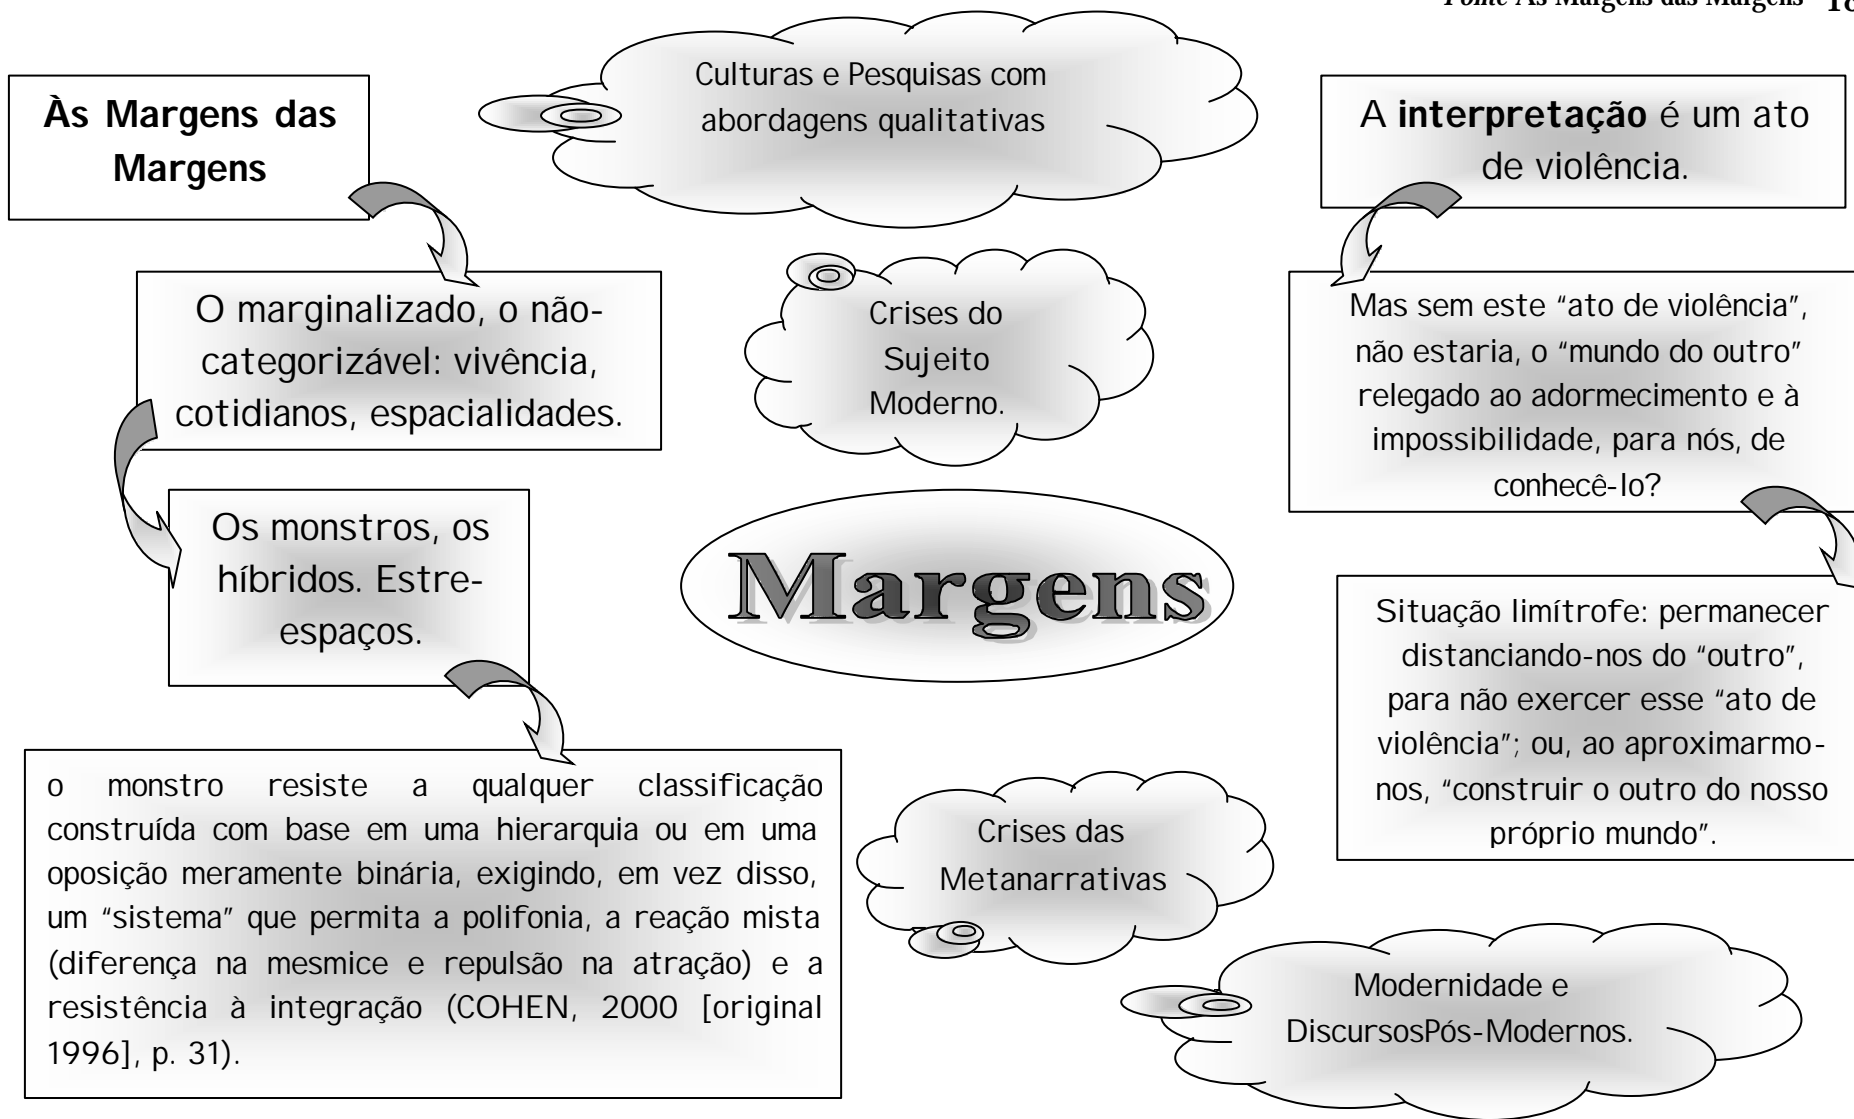 Às Margens das
Margens
O marginalizado, o não-
categorizável: vivência,
cotidianos, espacialidades.
Os monstros, os
híbridos. Estre-
espaços.
o monstro resiste a qualquer classificação
construída com base em uma hierarquia ou em uma
oposição meramente binária, exigindo, em vez disso,
um “sistema” que permita a polifonia, a reação mista
(diferença na mesmice e repulsão na atração) e a
resistência à integração (COHEN, 2000 [original
1996], p. 31).
Culturas e Pesquisas com
abordagens qualitativas
Crises do
Sujeito
Moderno.
Margens
Crises das
Metanarrativas
Modernidade e
DiscursosPós-Modernos.
das Margens
A interpretação é um ato
de violência.
Mas sem este “ato de violência”,
não estaria, o “mundo do outro”
relegado ao adormecimento e à
impossibilidade, para nós, de
conhecê-lo?
Situação limítrofe: permanecer
distanciando-nos do “outro”,
para não exercer esse “ato de
violência”; ou, ao aproximarmo-
nos, “construir o outro do nosso
próprio mundo”.